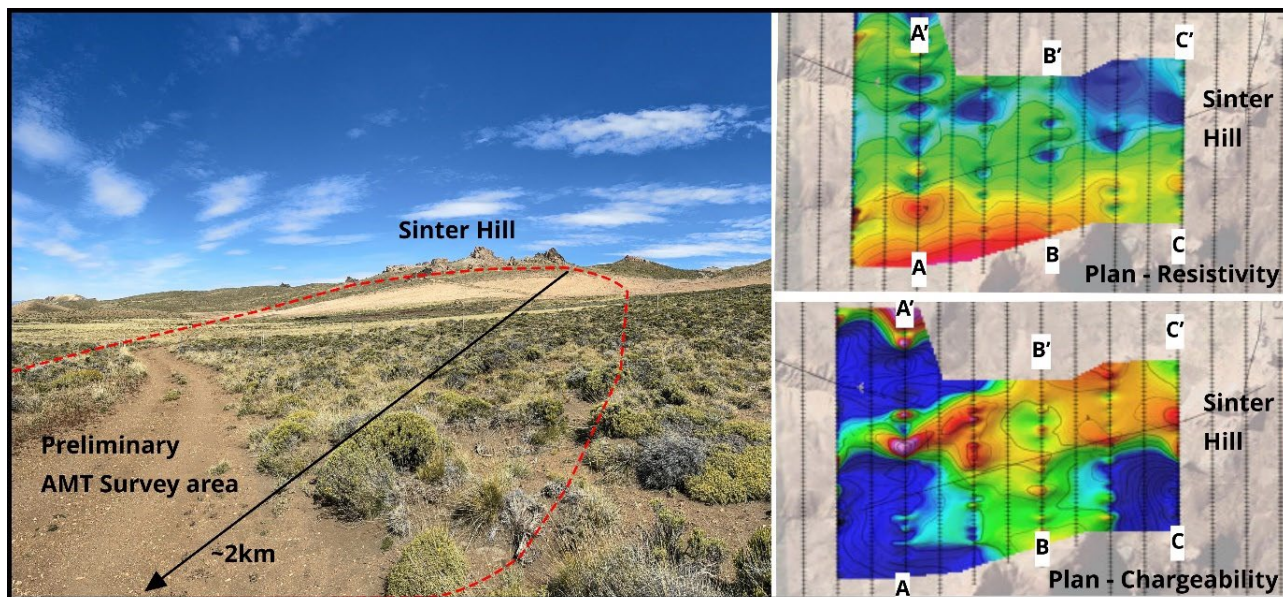 Sinter Hill
Preliminary
AMT Survey area
~2km
A'
B'
C'
Sinter
Hill
A
B
C
Plan - Resistivity
A'
B'
C'
Sinter
Hill
A
B
C
Plan - Chargeability